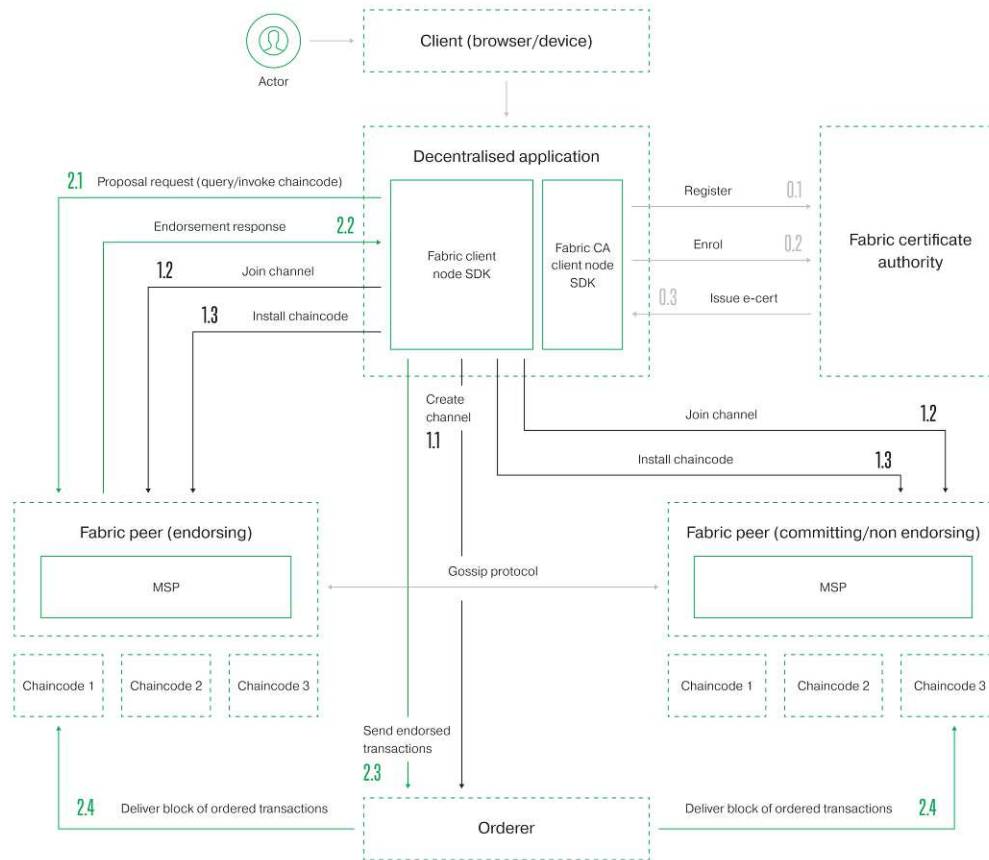 Client (browser/device)
Actor
Decentralised application
2.1 Proposal request (query/invoke chaincode)
Endorsement response 2.2
1.2 Join channel
1.3 Install chaincode
Fabric client
node SDK
Fabric CA
client node
SDK
Register 0.1
Enrol 0.2
0.3 Issue e-cert
Fabric certificate
authority
Create
channel
1.1
Join channel 1.2
Install chaincode 1.3
Fabric peer (endorsing)
MSP
Gossip protocol
Fabric peer (committing/non endorsing)
MSP
Chaincode 1
Chaincode 2
Chaincode 3
Chaincode 1
Chaincode 2
Chaincode 3
Send endorsed
transactions
2.3
2.4 Deliver block of ordered transactions
Orderer
Deliver block of ordered transactions 2.4